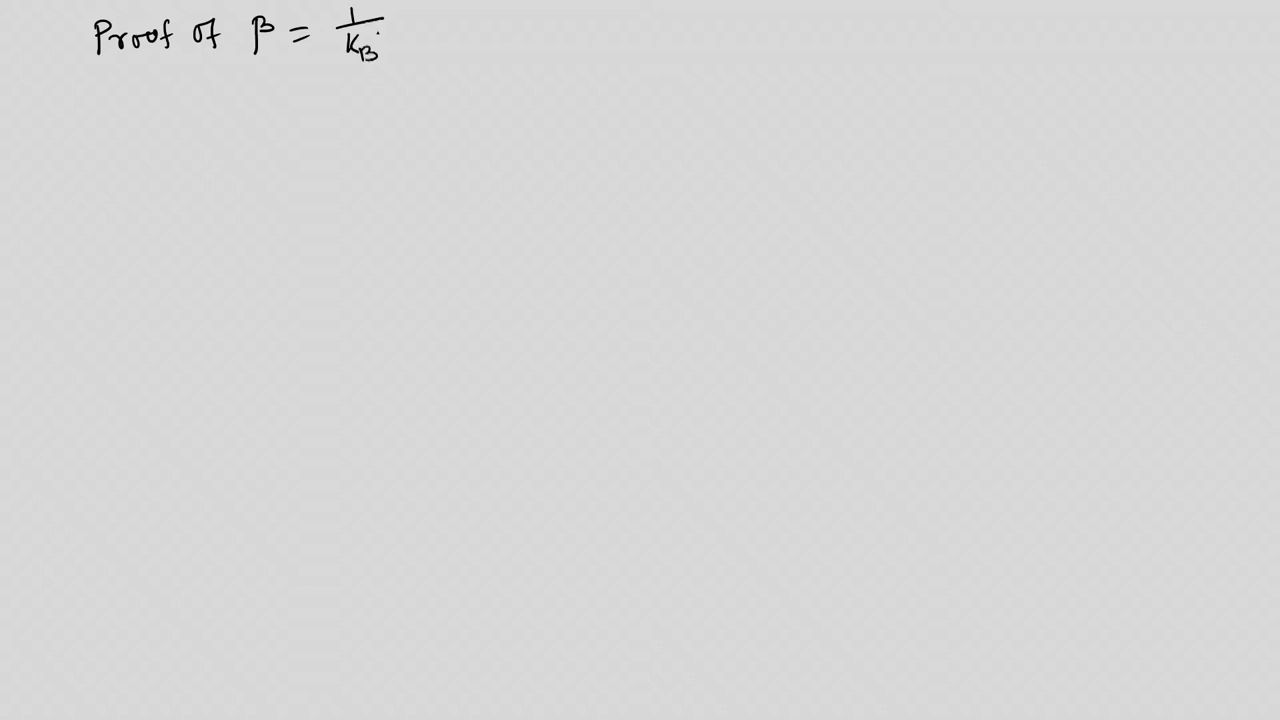 Proof of β = 1/K_B